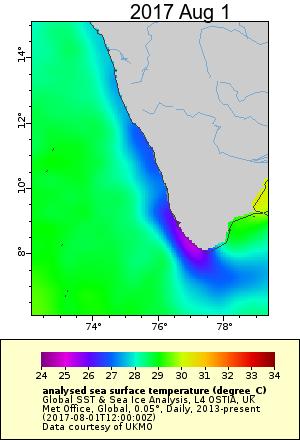 2017 Aug 1
14°
12°
10°
8°
74° 76° 78°
24 25 26 27 28 29 30 31 32 33 34
analysed sea surface temperature (degree_C)
Global SST & Sea Ice Analysis, L4 OSTIA, UK
Met Office, Global, 0.05°, Daily, 2013-present
(2017-08-01T12:00:00Z)
Data courtesy of UKMO